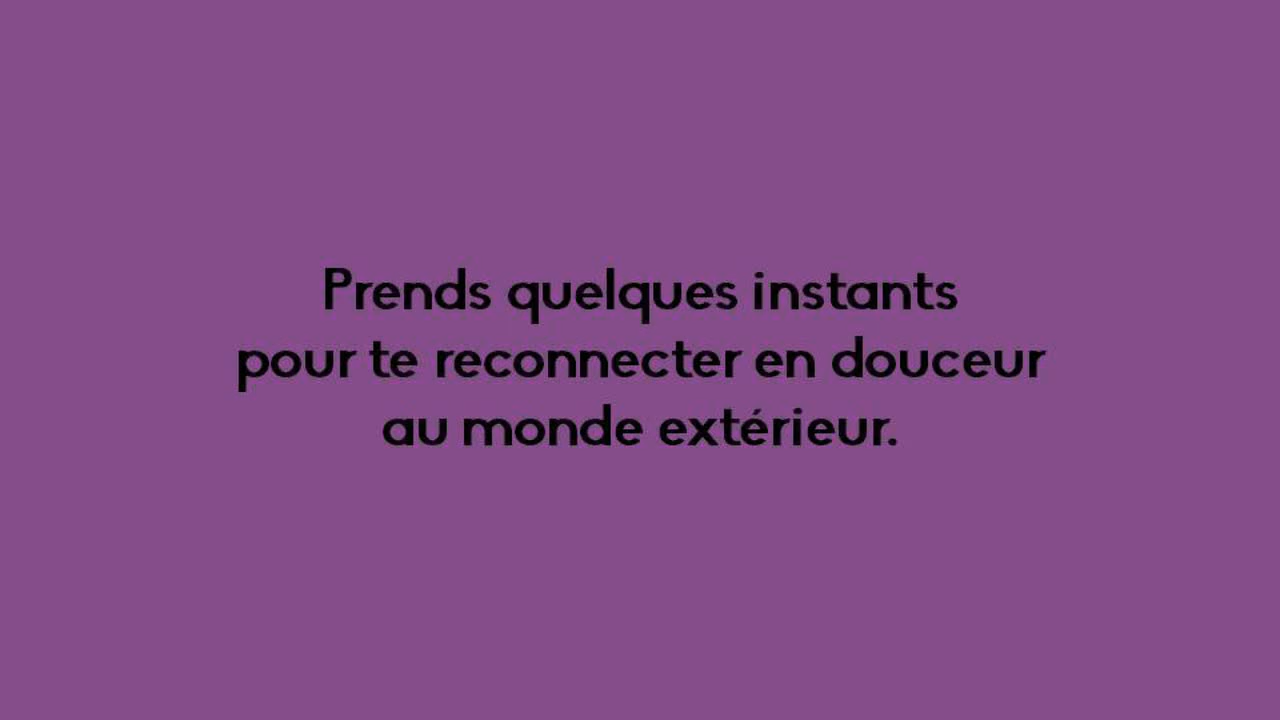 Prends quelques instants
pour te reconnecter en douceur
au monde extérieur.